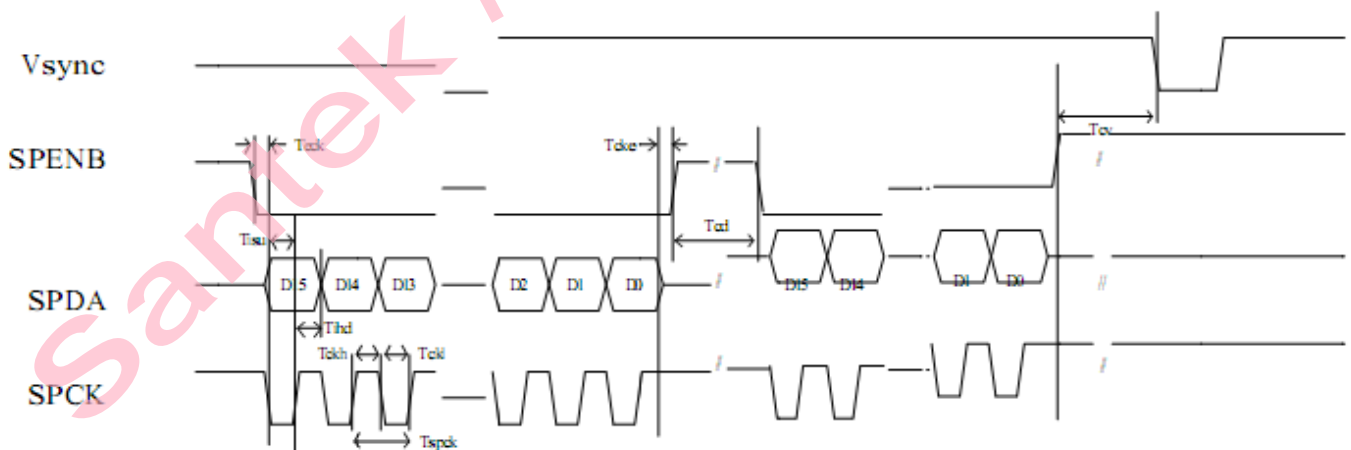 Vsync
Tcv
SPENB
Tcke
Tcd
Tisu
SPDA
D15 D14 D13 D2 D1 D0 D15 D14 D1 D0
Tihd
Tckh Tckl
SPCK
Tspck
Santek